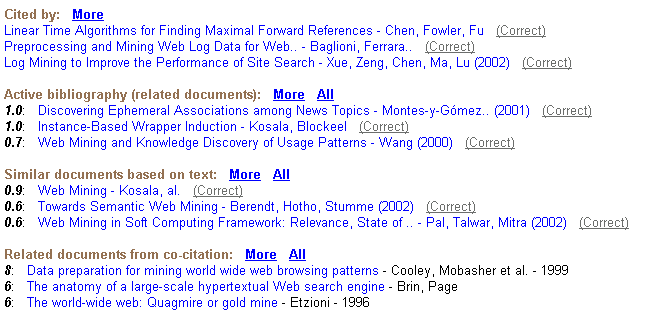 Cited by: More
Linear Time Algorithms for Finding Maximal Forward References - Chen, Fowler, Fu (Correct)
Preprocessing and Mining Web Log Data for Web.. - Baglioni, Ferrara.. (Correct)
Log Mining to Improve the Performance of Site Search - Xue, Zeng, Chen, Ma, Lu (2002) (Correct)
Active bibliography (related documents): More All
1.0: Discovering Ephemeral Associations among News Topics - Montes-y-Gómez.. (2001) (Correct)
1.0: Instance-Based Wrapper Induction - Kosala, Blockeel (Correct)
0.7: Web Mining and Knowledge Discovery of Usage Patterns - Wang (2000) (Correct)
Similar documents based on text: More All
0.9: Web Mining - Kosala, al. (Correct)
0.6: Towards Semantic Web Mining - Berendt, Hotho, Stumme (2002) (Correct)
0.6: Web Mining in Soft Computing Framework: Relevance, State of .. - Pal, Talwar, Mitra (2002) (Correct)
Related documents from co-citation: More All
8: Data preparation for mining world wide web browsing patterns - Cooley, Mobasher et al. - 1999
6: The anatomy of a large-scale hypertextual Web search engine - Brin, Page
6: The world-wide web: Quagmire or gold mine - Etzioni - 1996